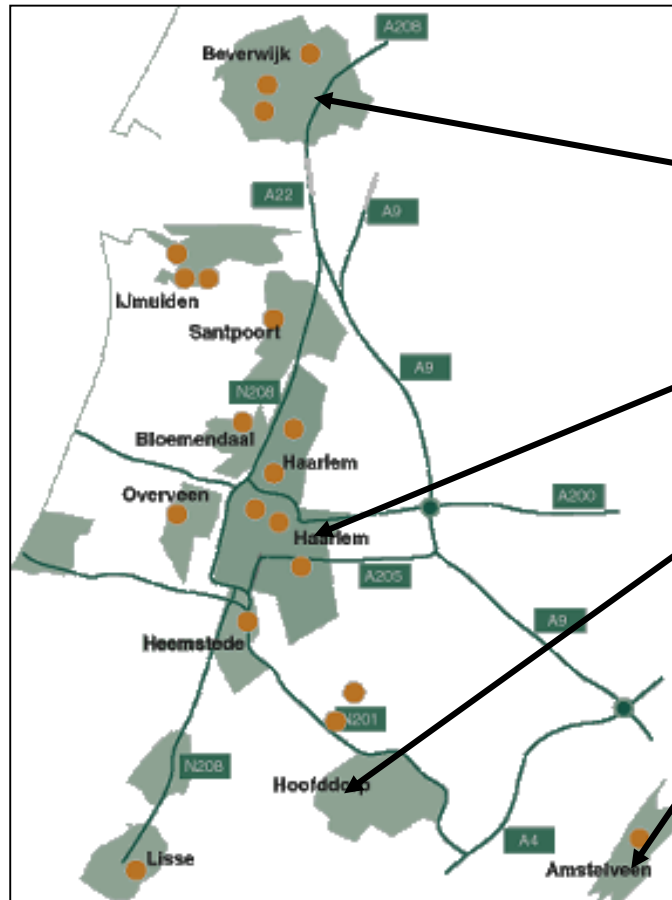 A208
Beverwijk
A22
A9
IJmuiden
Santpoort
A9
N208
Bloemendaal
Haarlem
Overveen
A200
Haarlem
A205
Heemstede
A9
N201
N208
Hoofddorp
A4
Lisse
Amstelveen